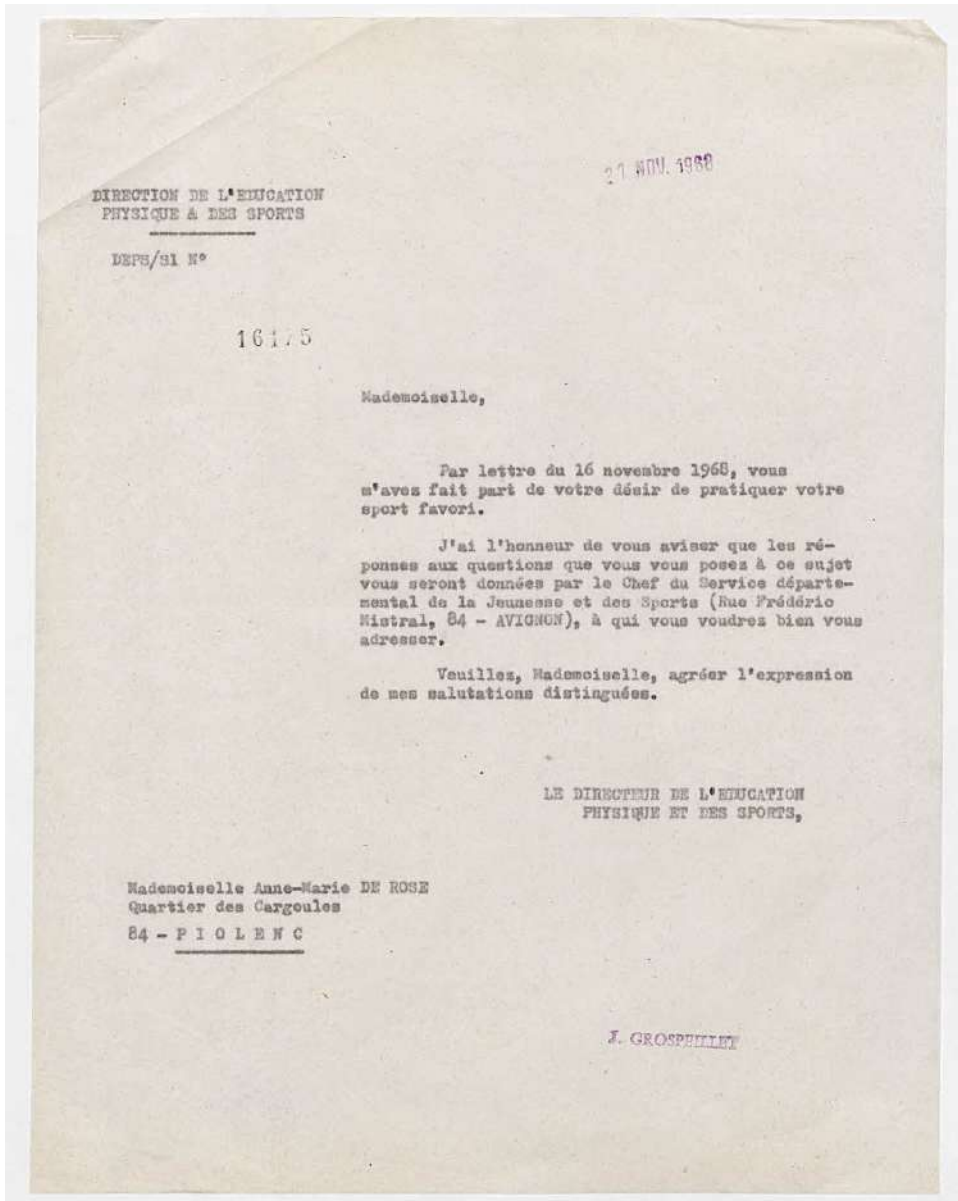 27 NOV. 1968
DIRECTION DE L'EDUCATION
PHYSIQUE & DES SPORTS
DEPS/S1 N°
16175
Mademoiselle,
Par lettre du 16 novembre 1968, vous
m'avez fait part de votre désir de pratiquer votre
sport favori.
J'ai l'honneur de vous aviser que les ré-
ponses aux questions que vous vous posez à ce sujet
vous seront données par le Chef du Service départe-
mental de la Jeunesse et des Sports (Rue Frédéric
Mistral, 84 - AVIGNON), à qui vous voudrez bien vous
adresser.
Veuillez, Mademoiselle, agréer l'expression
de mes salutations distinguées.
LE DIRECTEUR DE L'EDUCATION
PHYSIQUE ET DES SPORTS,
Mademoiselle Anne-Marie DE ROSE
Quartier des Cargoules
84 - P I O L E N C
J. GROSPEILLET